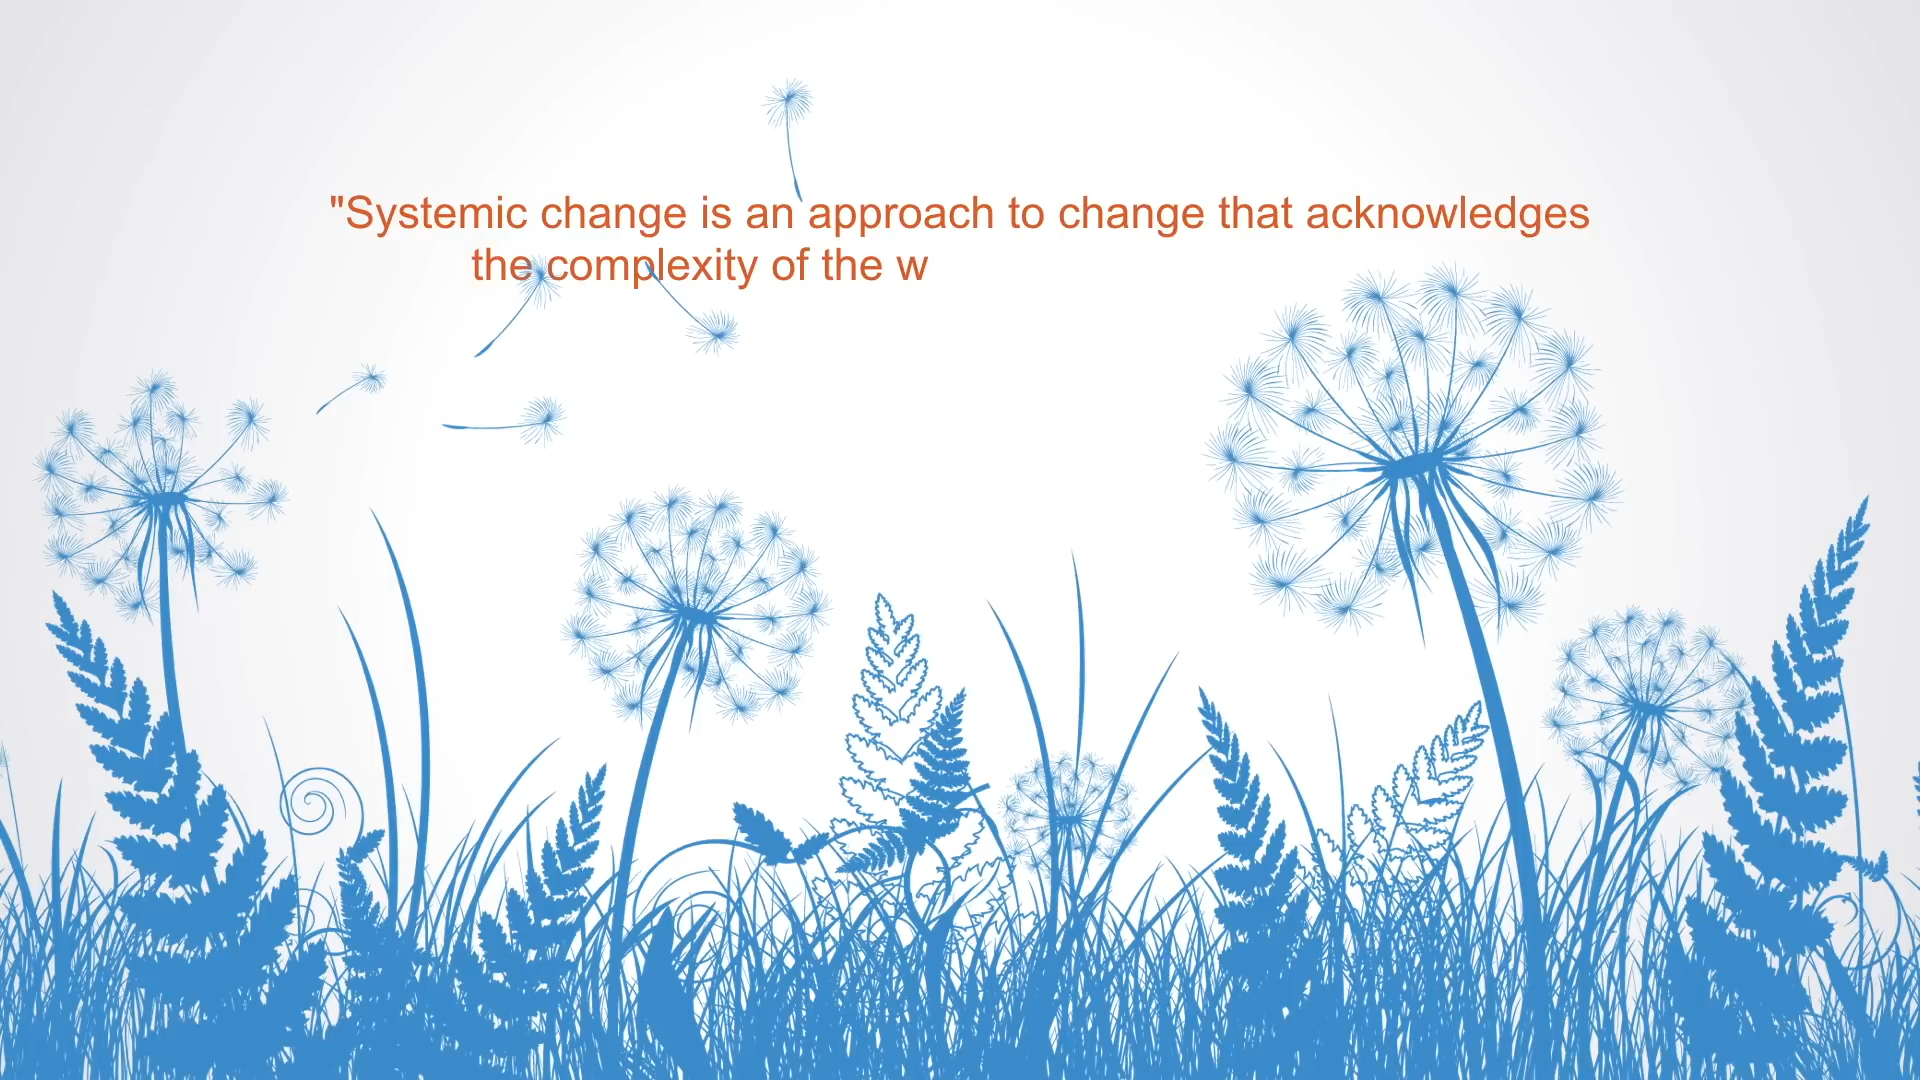 "Systemic change is an approach to change that acknowledges
the complexity of the w